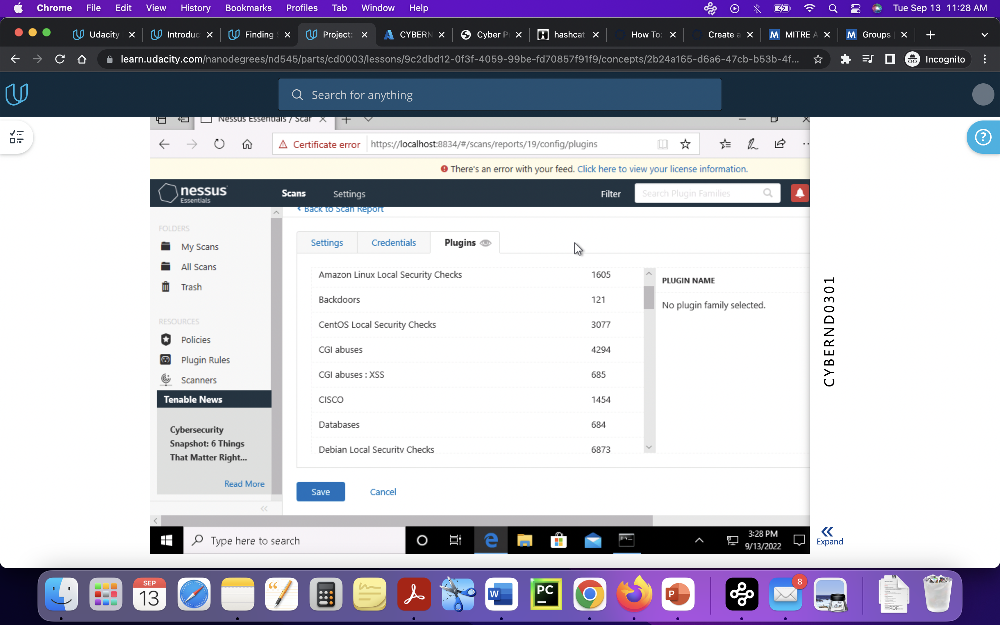 Chrome File Edit View History Bookmarks Profiles Tab Window Help Tue Sep 13 11:28 AM
Udacity Introduc Finding Project: CYBERN Cyber P hashcat How To: Create a MITRE A Groups
learn.udacity.com/nanodegrees/nd545/parts/cd0003/lessons/9c2dbd12-0f3f-4059-99be-fd70857f91f9/concepts/2b24a165-d6a6-47cb-b53b-4f... Incognito
Search for anything
Nessus Essentials / Scar
Certificate error https://localhost:8834/#/scans/reports/19/config/plugins
There's an error with your feed. Click here to view your license information.
nessus Scans Settings Filter Search Plugin Families
Essentials
Back to Scan Report
FOLDERS
My Scans
All Scans
Trash
RESOURCES
Policies
Plugin Rules
Scanners
Tenable News
Cybersecurity
Snapshot: 6 Things
That Matter Right...
Read More
Settings Credentials Plugins
Amazon Linux Local Security Checks 1605
Backdoors 121
CentOS Local Security Checks 3077
CGI abuses 4294
CGI abuses : XSS 685
CISCO 1454
Databases 684
Debian Local Security Checks 6873
PLUGIN NAME
No plugin family selected.
Save Cancel
CYBERND0301
Expand
Type here to search
3:28 PM
9/13/2022
SEP
13
W
PC
P
8
PDF